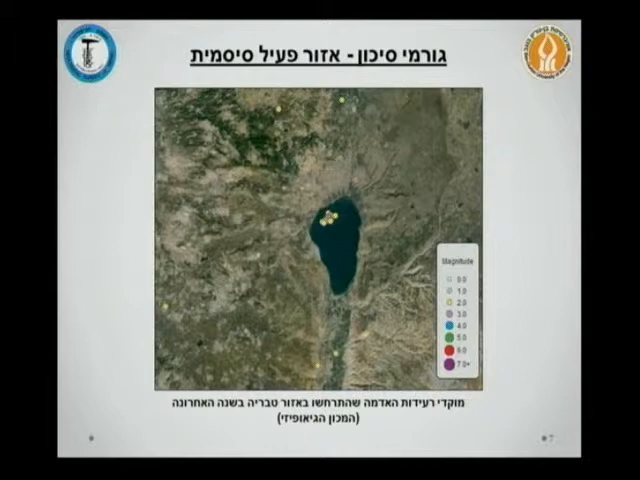 גורמי סיכון - אזור פעיל סיסמית
Magnitude
0.0
1.0
2.0
3.0
4.0
5.0
6.0
7.0+
מוקדי רעידות האדמה שהתרחשו באזור טבריה בשנה האחרונה
(המכון הגיאופיזי)
7